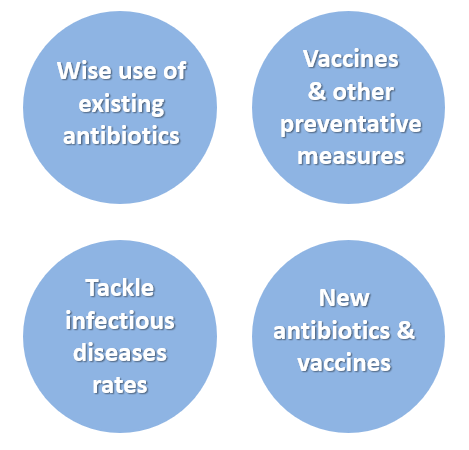 Wise use of
existing
antibiotics
Vaccines
& other
preventative
measures
Tackle
infectious
diseases
rates
New
antibiotics &
vaccines